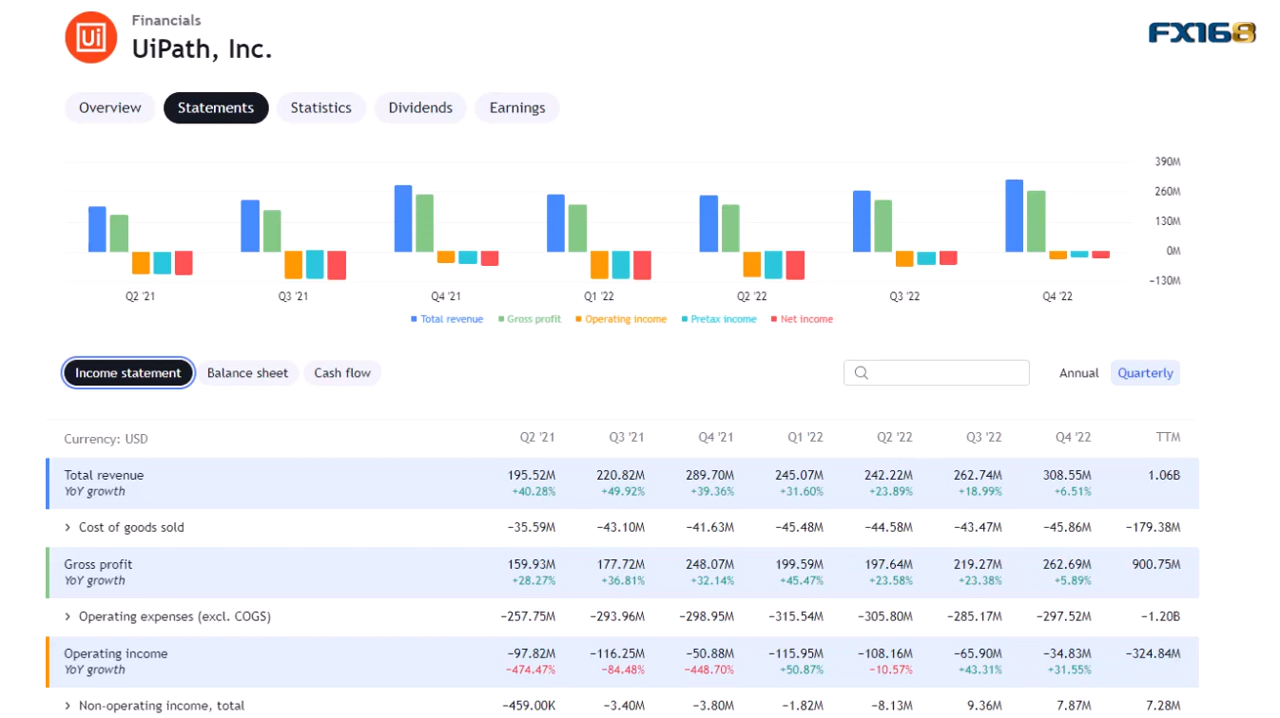 Financials
UiPath, Inc.
FX168
Ui
Overview Statements Statistics Dividends Earnings
390M
260M
130M
0M
−130M
Q2 '21 Q3 '21 Q4 '21 Q1 '22 Q2 '22 Q3 '22 Q4 '22
Total revenue Gross profit Operating income Pretax income Net income
Income statement Balance sheet Cash flow Annual Quarterly
Currency: USD Q2 '21 Q3 '21 Q4 '21 Q1 '22 Q2 '22 Q3 '22 Q4 '22 TTM
Total revenue 195.52M 220.82M 289.70M 245.07M 242.22M 262.74M 308.55M 1.06B
YoY growth +40.28% +49.92% +39.36% +31.60% +23.89% +18.99% +6.51%
Cost of goods sold −35.59M −43.10M −41.63M −45.48M −44.58M −43.47M −45.86M −179.38M
Gross profit 159.93M 177.72M 248.07M 199.59M 197.64M 219.27M 262.69M 900.75M
YoY growth +28.27% +36.81% +32.14% +45.47% +23.58% +23.38% +5.89%
Operating expenses (excl. COGS) −257.75M −293.96M −298.95M −315.54M −305.80M −285.17M −297.52M −1.20B
Operating income −97.82M −116.25M −50.88M −115.95M −108.16M −65.90M −34.83M −324.84M
YoY growth −474.47% −84.48% −448.70% +50.87% −10.57% +43.31% +31.55%
Non-operating income, total −459.00K −3.40M −3.80M −1.82M −8.13M 9.36M 7.87M 7.28M